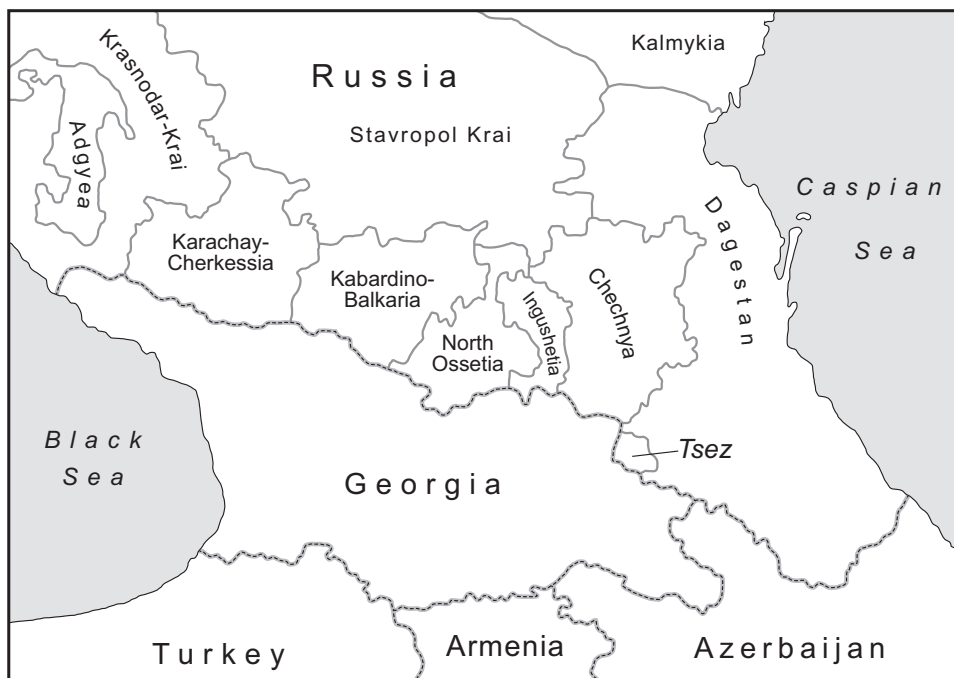 Kalmykia
Krasnodar-Krai
Russia
Stavropol Krai
Adgyea
Caspian
Sea
Dagestan
Karachay-
Cherkessia
Kabardino-
Balkaria
Ingushetia
Chechnya
North
Ossetia
Black
Sea
Tsez
Georgia
Turkey
Armenia
Azerbaijan